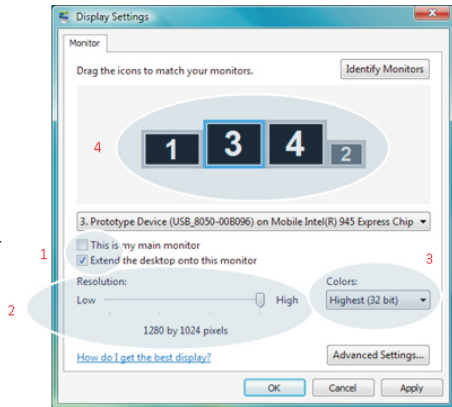 Display Settings
Monitor
Drag the icons to match your monitors.
Identify Monitors
4
1
3
4
2
3. Prototype Device (USB_8050-00B096) on Mobile Intel(R) 945 Express Chip
This is my main monitor
1
Extend the desktop onto this monitor
3
Resolution:
Colors:
Low
High
Highest (32 bit)
2
1280 by 1024 pixels
How do I get the best display?
Advanced Settings...
OK
Cancel
Apply